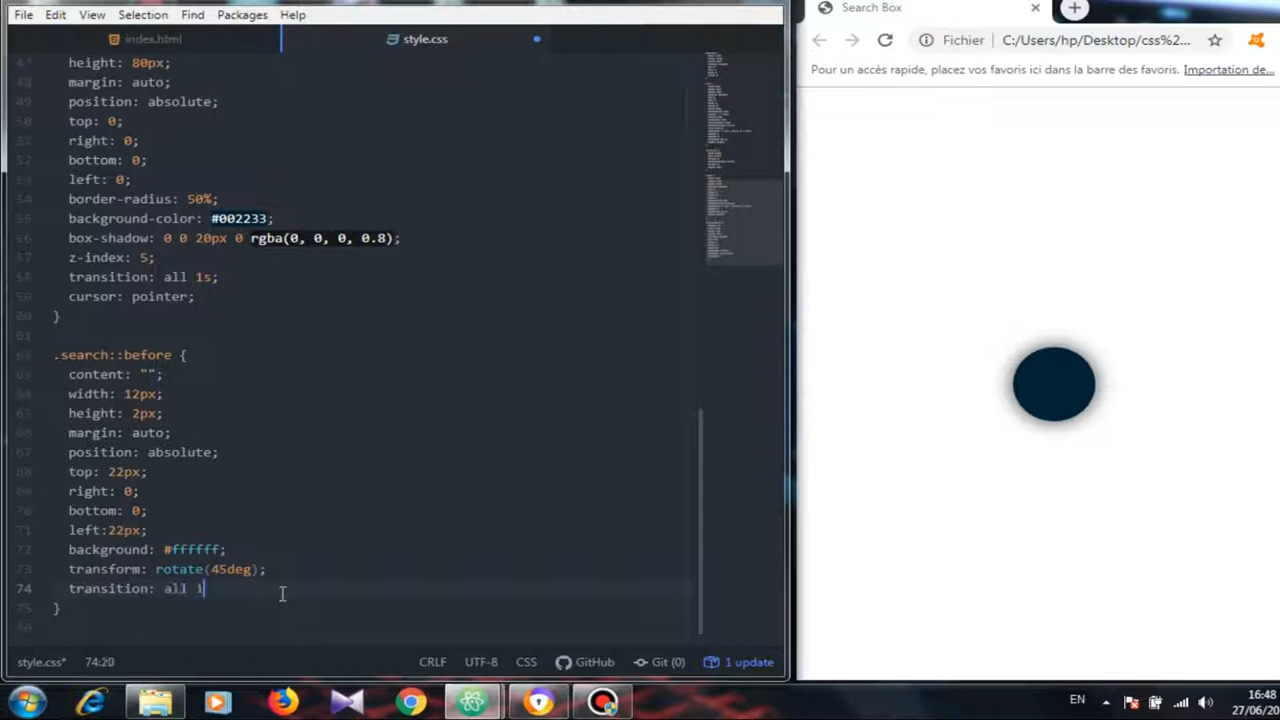 File Edit View Selection Find Packages Help
Search Box
index.html
style.css
Fichier
C:/Users/hp/Desktop/css%2...
Pour un accès rapide, placez vos favoris ici dans la barre des favoris. Importation de...
height: 80px;
margin: auto;
position: absolute;
top: 0;
right: 0;
bottom: 0;
left: 0;
border-radius: 50%;
background-color: #002233;
box-shadow: 0 0 20px 0 rgba(0, 0, 0, 0.8);
z-index: 5;
transition: all 1s;
cursor: pointer;
}
.search::before {
content: "";
width: 12px;
height: 2px;
margin: auto;
position: absolute;
top: 22px;
right: 0;
bottom: 0;
left:22px;
background: #ffffff;
transform: rotate(45deg);
74 transition: all 1
}
style.css* 74:20 CRLF UTF-8 CSS GitHub Git (0) 1 update
EN
16:48
27/06/20